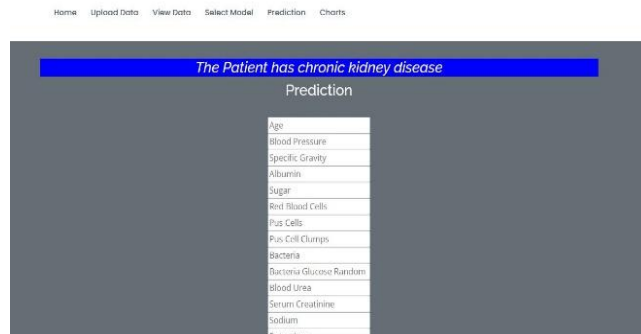 Home Upload Data View Data Select Model Prediction Charts
The Patient has chronic kidney disease
Prediction
Age
Blood Pressure
Specific Gravity
Albumin
Sugar
Red Blood Cells
Pus Cells
Pus Cell Clumps
Bacteria
Bacteria Glucose Random
Blood Urea
Serum Creatinine
Sodium